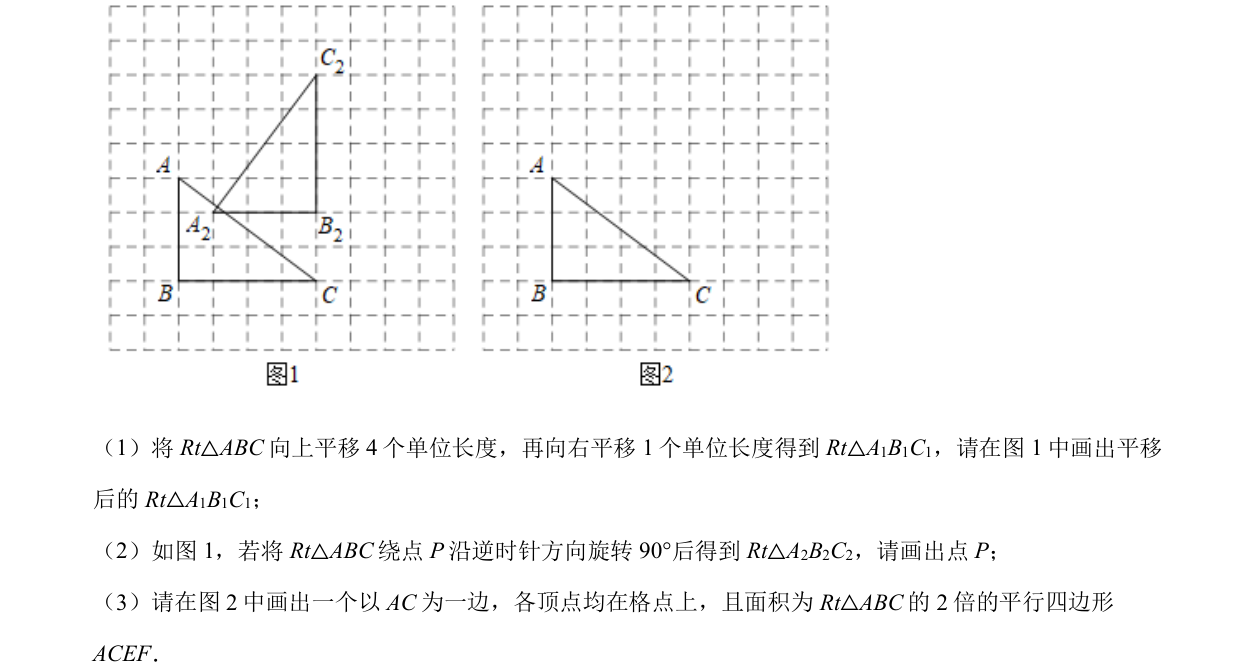 C₂
A
A
A₂
B₂
B
C
B
C
图1
图2
（1）将 Rt△ABC 向上平移 4 个单位长度，再向右平移 1 个单位长度得到 Rt△A₁B₁C₁，请在图 1 中画出平移
后的 Rt△A₁B₁C₁；
（2）如图 1，若将 Rt△ABC 绕点 P 沿逆时针方向旋转 90°后得到 Rt△A₂B₂C₂，请画出点 P；
（3）请在图 2 中画出一个以 AC 为一边，各顶点均在格点上，且面积为 Rt△ABC 的 2 倍的平行四边形
ACEF．